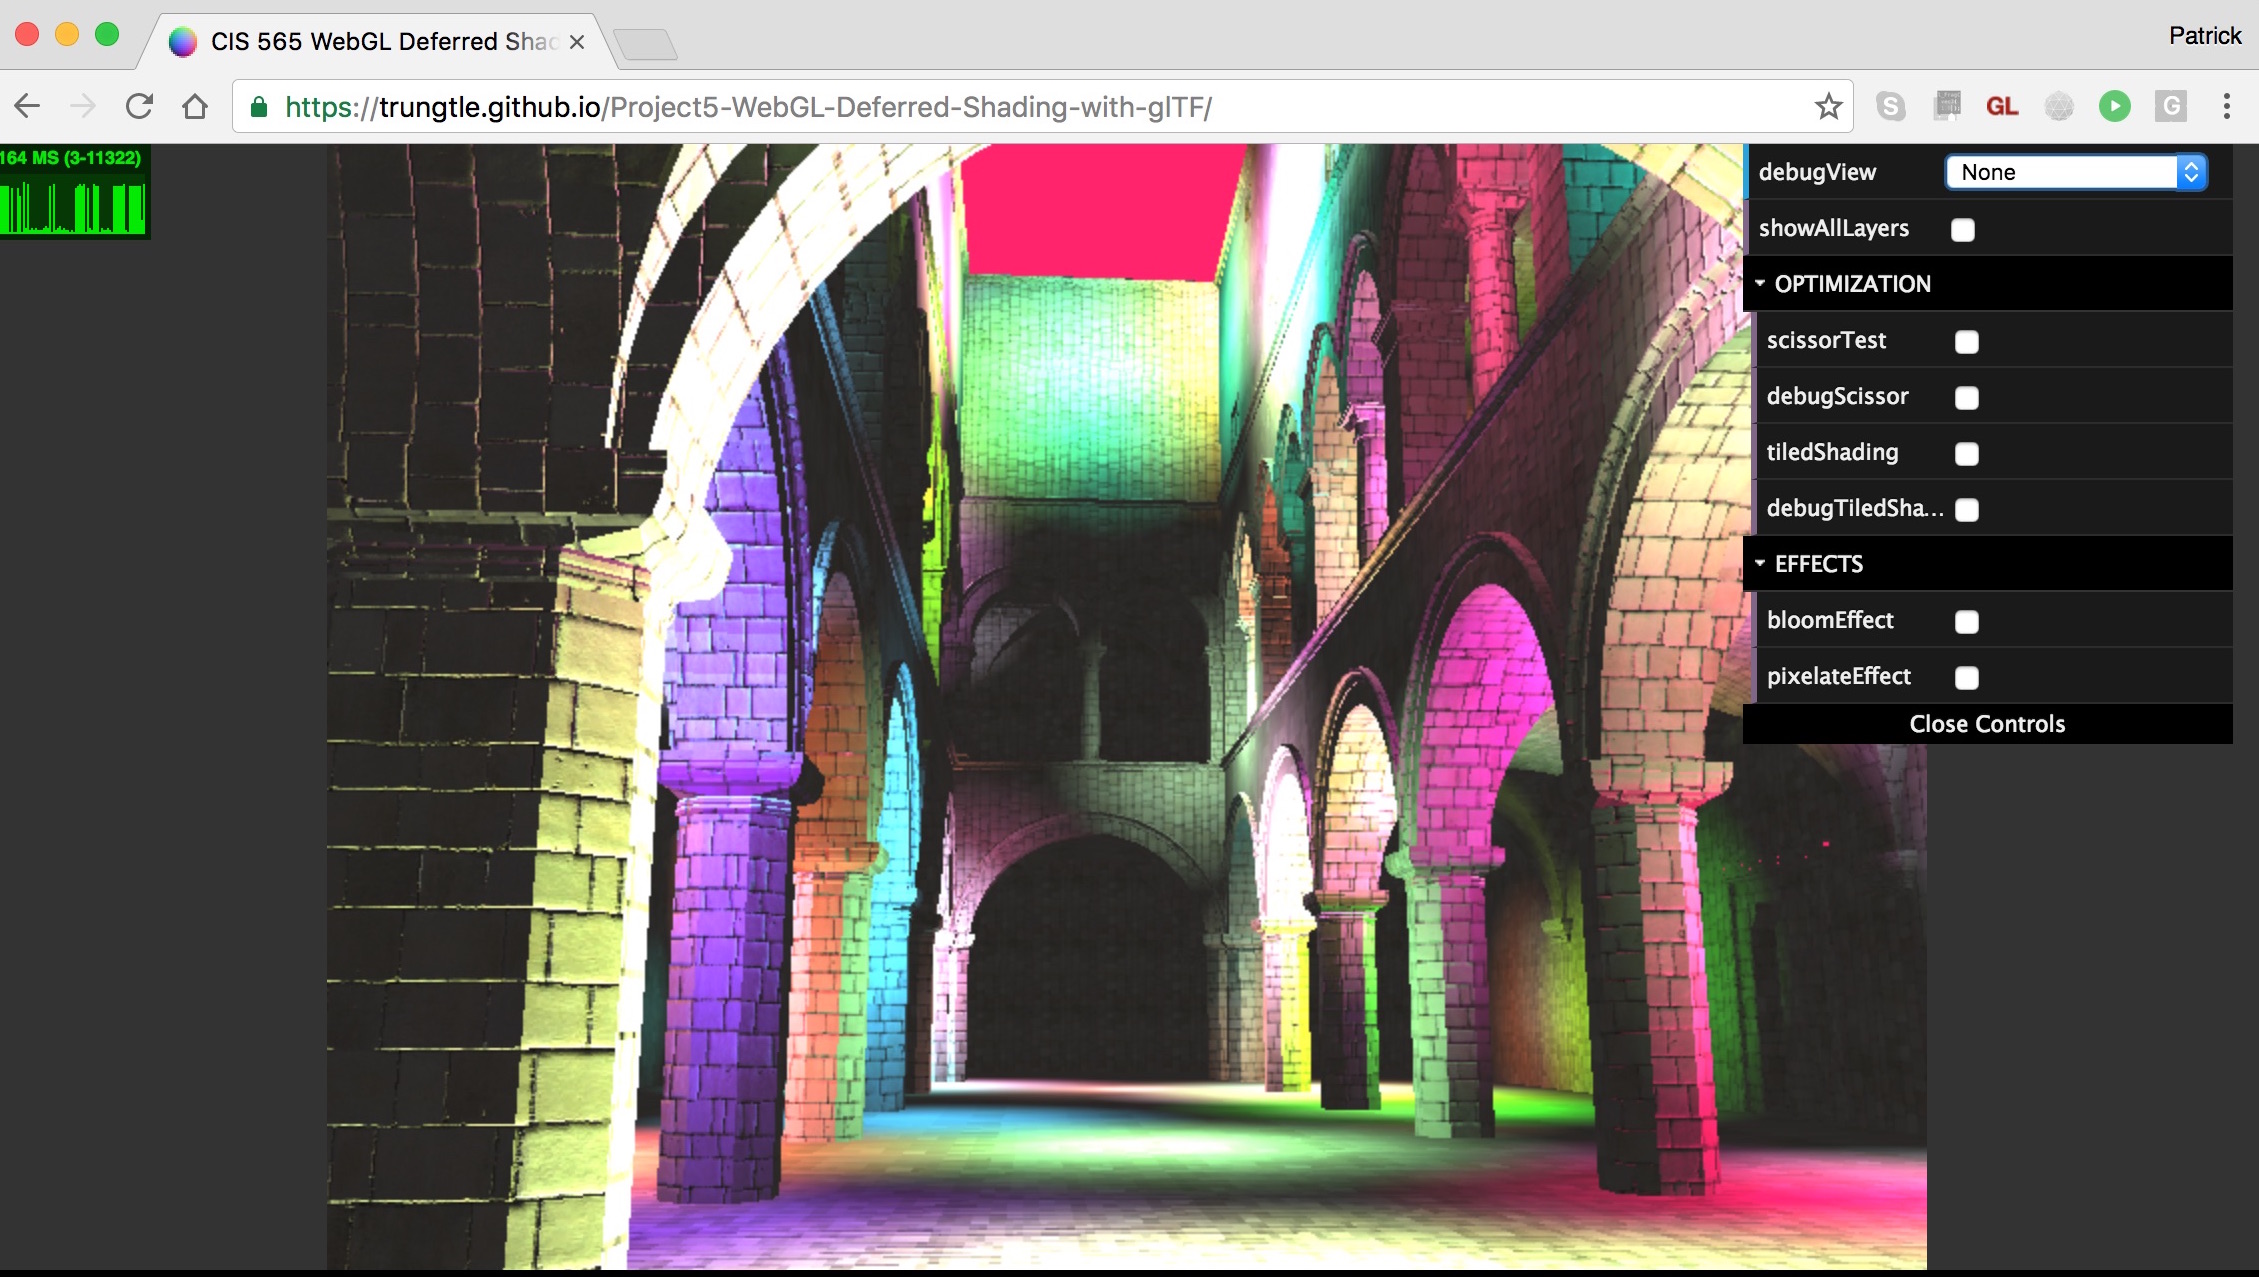 Patrick
CIS 565 WebGL Deferred Shad
https://trungtle.github.io/Project5-WebGL-Deferred-Shading-with-glTF/
S
GL
G
164 MS (3-11322)
debugView None
showAllLayers
OPTIMIZATION
scissorTest
debugScissor
tiledShading
debugTiledSha...
EFFECTS
bloomEffect
pixelateEffect
Close Controls